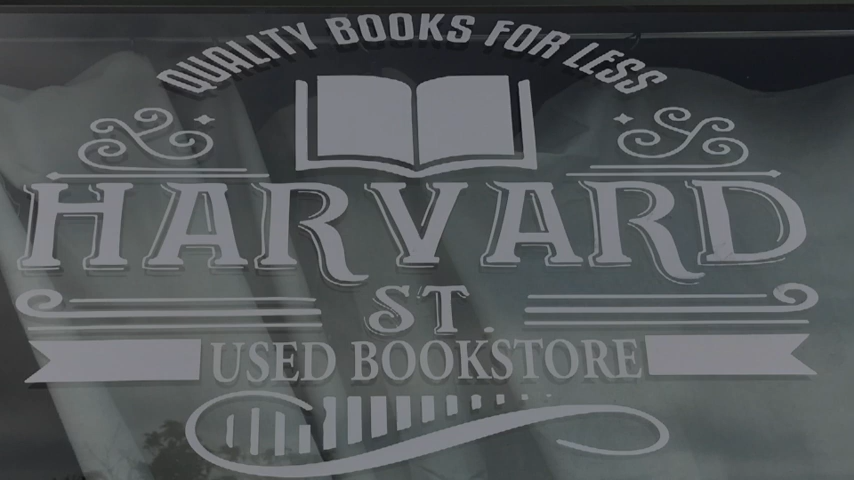 QUALITY BOOKS FOR LESS
HARVARD
ST.
USED BOOKSTORE